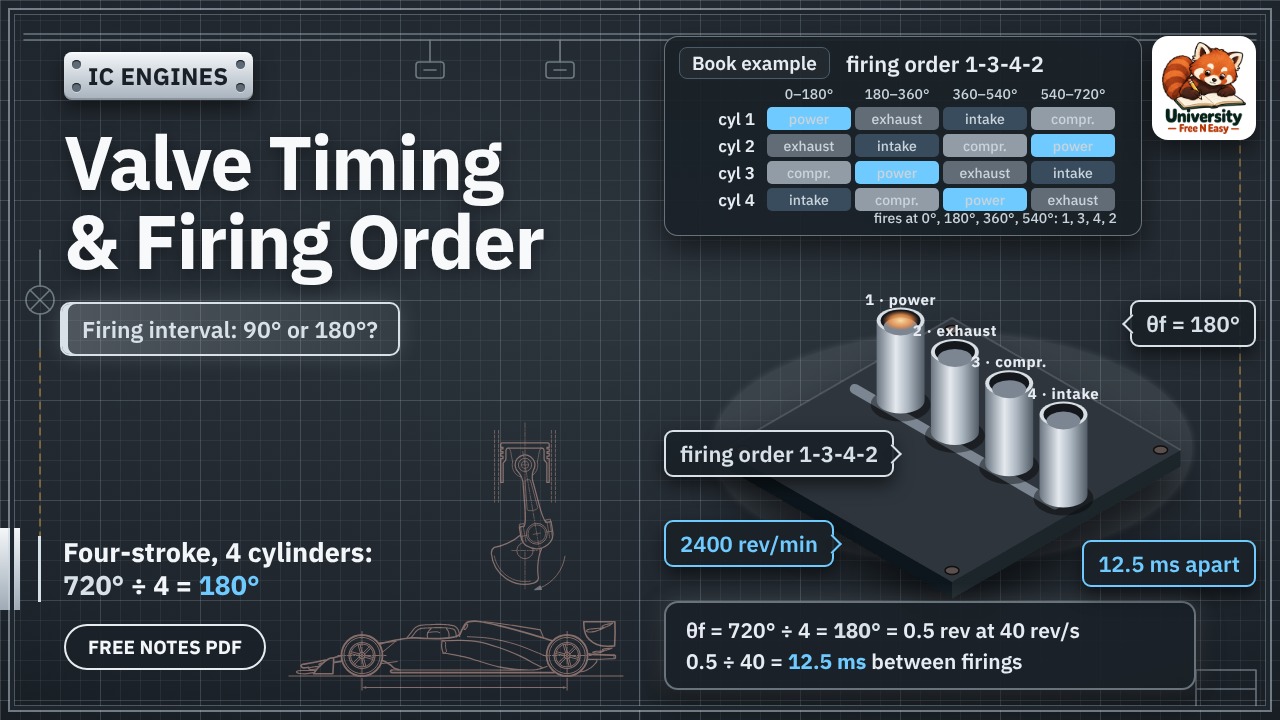 IC ENGINES
Valve Timing
& Firing Order
Firing interval: 90° or 180°?
Four-stroke, 4 cylinders:
720° ÷ 4 = 180°
FREE NOTES PDF
Book example firing order 1-3-4-2
0–180° 180–360° 360–540° 540–720°
cyl 1 power exhaust intake compr.
cyl 2 exhaust intake compr. power
cyl 3 compr. power exhaust intake
cyl 4 intake compr. power exhaust
fires at 0°, 180°, 360°, 540°: 1, 3, 4, 2
University
Free N Easy
1 · power
2 · exhaust
3 · compr.
4 · intake
θf = 180°
firing order 1-3-4-2
2400 rev/min
12.5 ms apart
θf = 720° ÷ 4 = 180° = 0.5 rev at 40 rev/s
0.5 ÷ 40 = 12.5 ms between firings